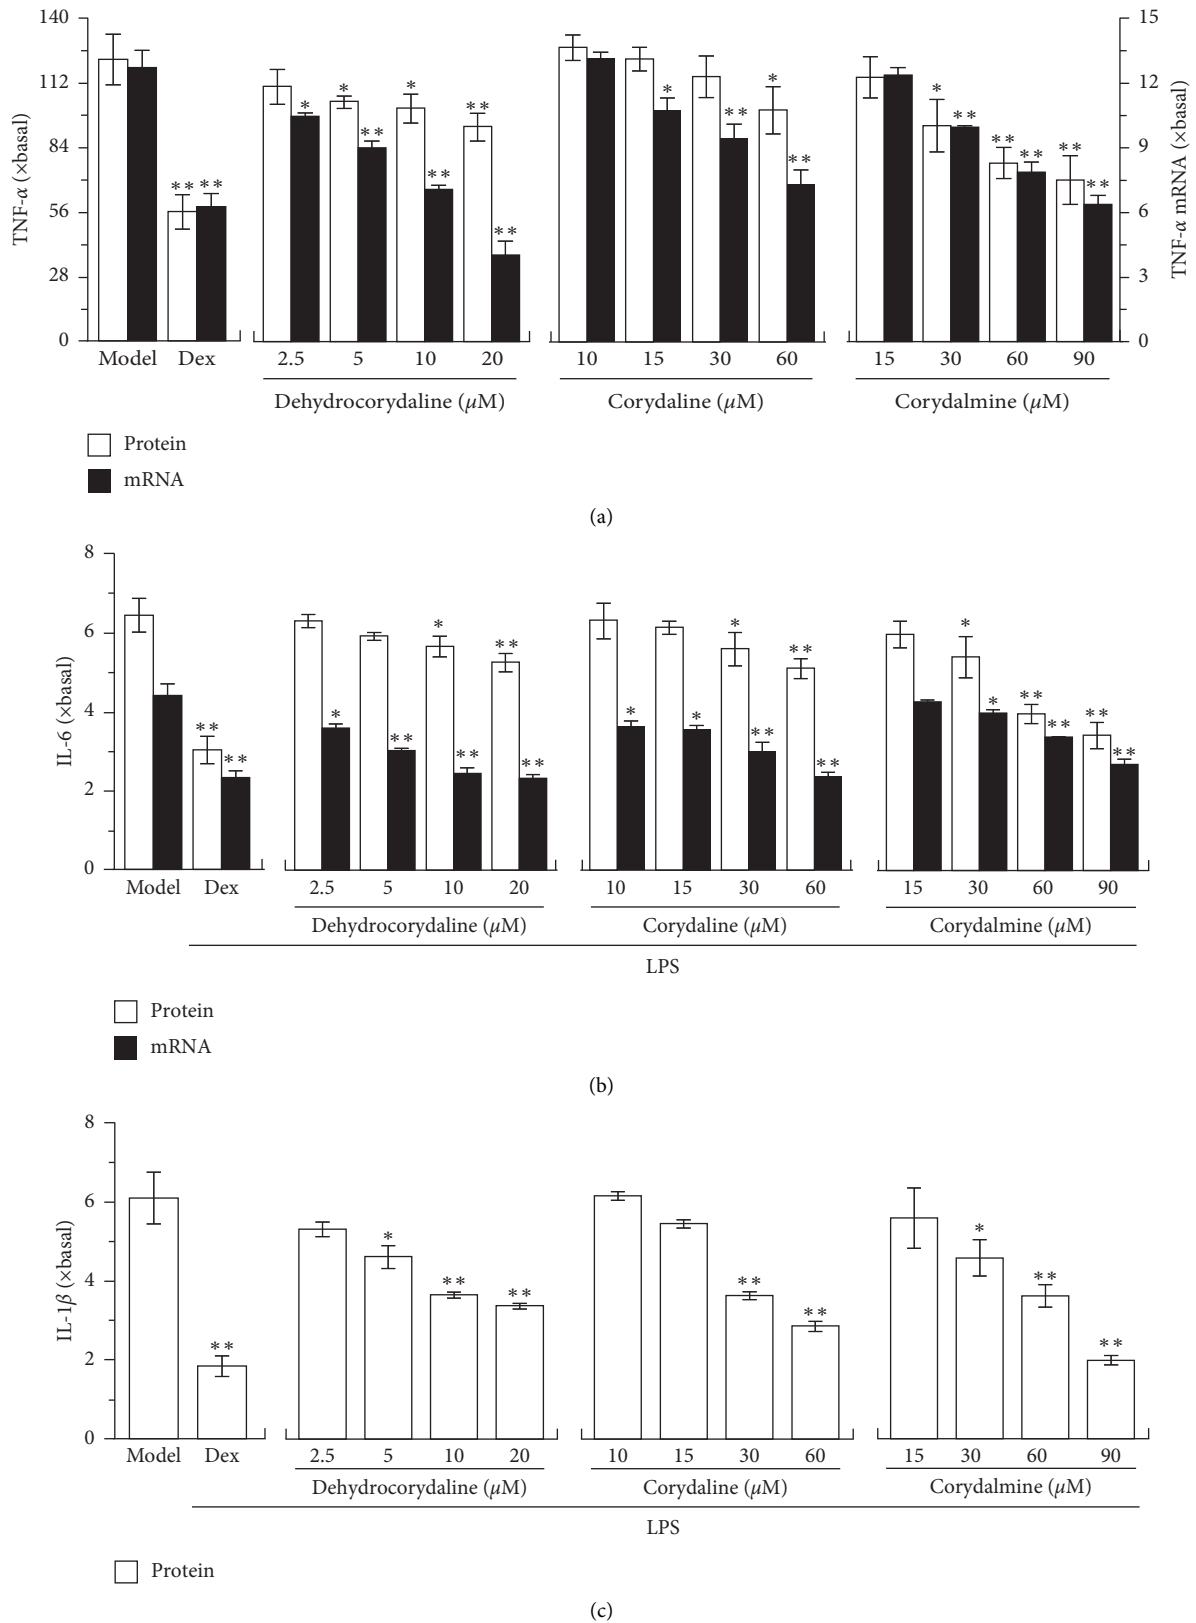 140
112
84
56
28
0
TNF-α (×basal)
15
12
9
6
3
0
TNF-α mRNA (×basal)
** **
* * ** * ** ** **
* ** * **
* ** ** ** ** **
Model Dex 2.5 5 10 20 10 15 30 60 15 30 60 90
Dehydrocorydaline (μM) Corydaline (μM) Corydalmine (μM)
Protein
mRNA
(a)
8
6
4
2
0
IL-6 (×basal)
** **
* ** * ** ** **
* * * ** ** **
* * ** ** ** **
Model Dex 2.5 5 10 20 10 15 30 60 15 30 60 90
Dehydrocorydaline (μM) Corydaline (μM) Corydalmine (μM)
LPS
Protein
mRNA
(b)
8
6
4
2
0
IL-1β (×basal)
**
* ** **
** **
* ** **
Model Dex 2.5 5 10 20 10 15 30 60 15 30 60 90
Dehydrocorydaline (μM) Corydaline (μM) Corydalmine (μM)
LPS
Protein
(c)